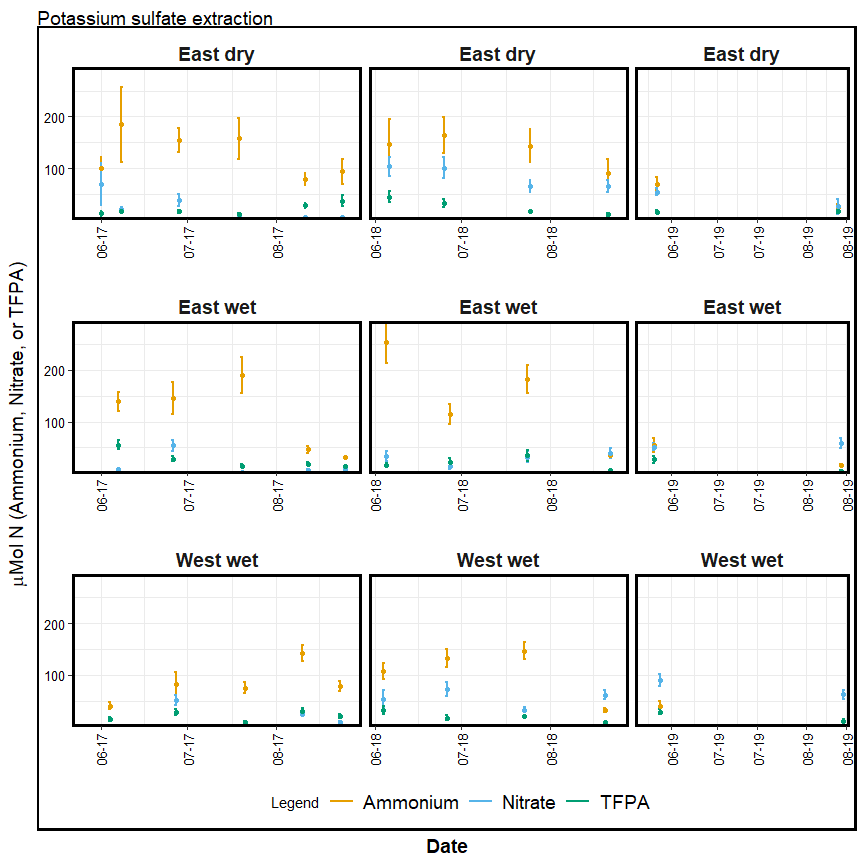 Potassium sulfate extraction
East dry East dry East dry
200
100
06-17 07-17 08-17 06-18 07-18 08-18 06-19 07-19 07-19 08-19 08-19
East wet East wet East wet
200
100
06-17 07-17 08-17 06-18 07-18 08-18 06-19 07-19 07-19 08-19 08-19
West wet West wet West wet
200
100
06-17 07-17 08-17 06-18 07-18 08-18 06-19 07-19 07-19 08-19 08-19
μMol N (Ammonium, Nitrate, or TFPA)
Legend Ammonium Nitrate TFPA
Date